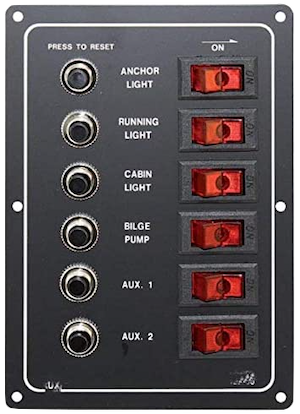 PRESS TO RESET
ON
ANCHOR
LIGHT
RUNNING
LIGHT
CABIN
LIGHT
BILGE
PUMP
AUX. 1
AUX. 2